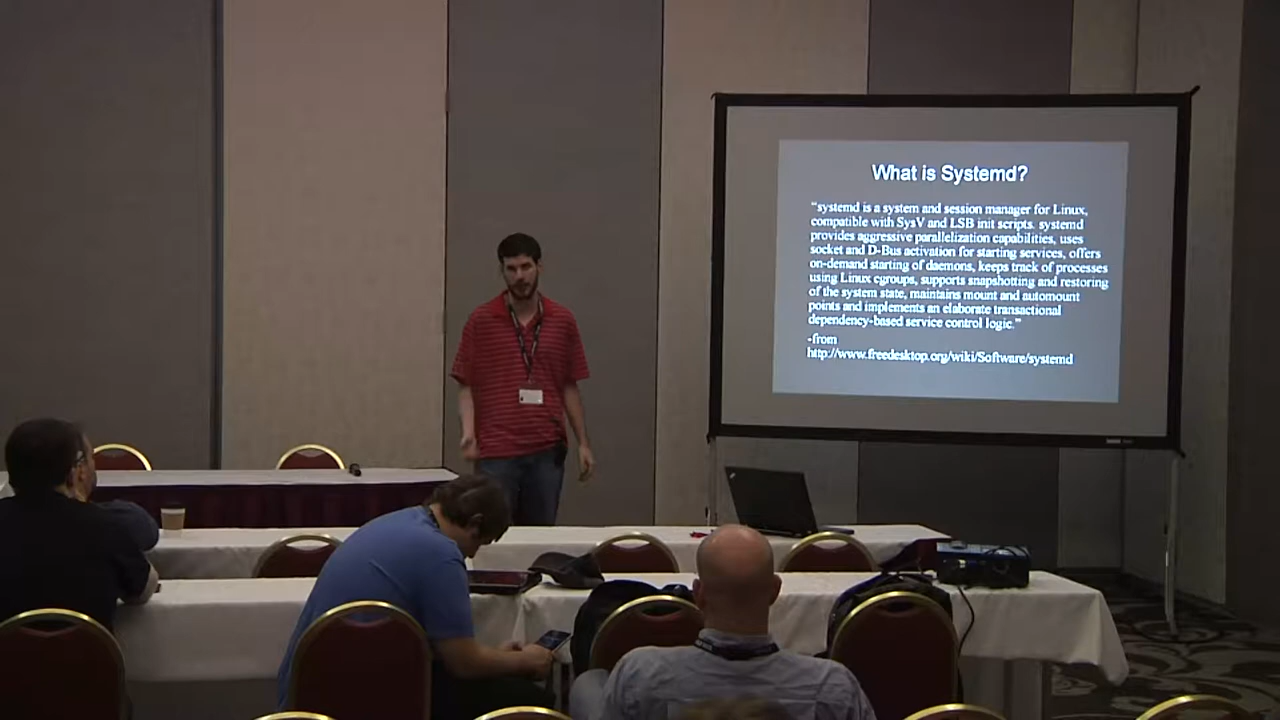 What is Systemd?
“systemd is a system and session manager for Linux,
compatible with SysV and LSB init scripts. systemd
provides aggressive parallelization capabilities, uses
socket and D-Bus activation for starting services, offers
on-demand starting of daemons, keeps track of processes
using Linux cgroups, supports snapshotting and restoring
of the system state, maintains mount and automount
points and implements an elaborate transactional
dependency-based service control logic.”
-from
http://www.freedesktop.org/wiki/Software/systemd